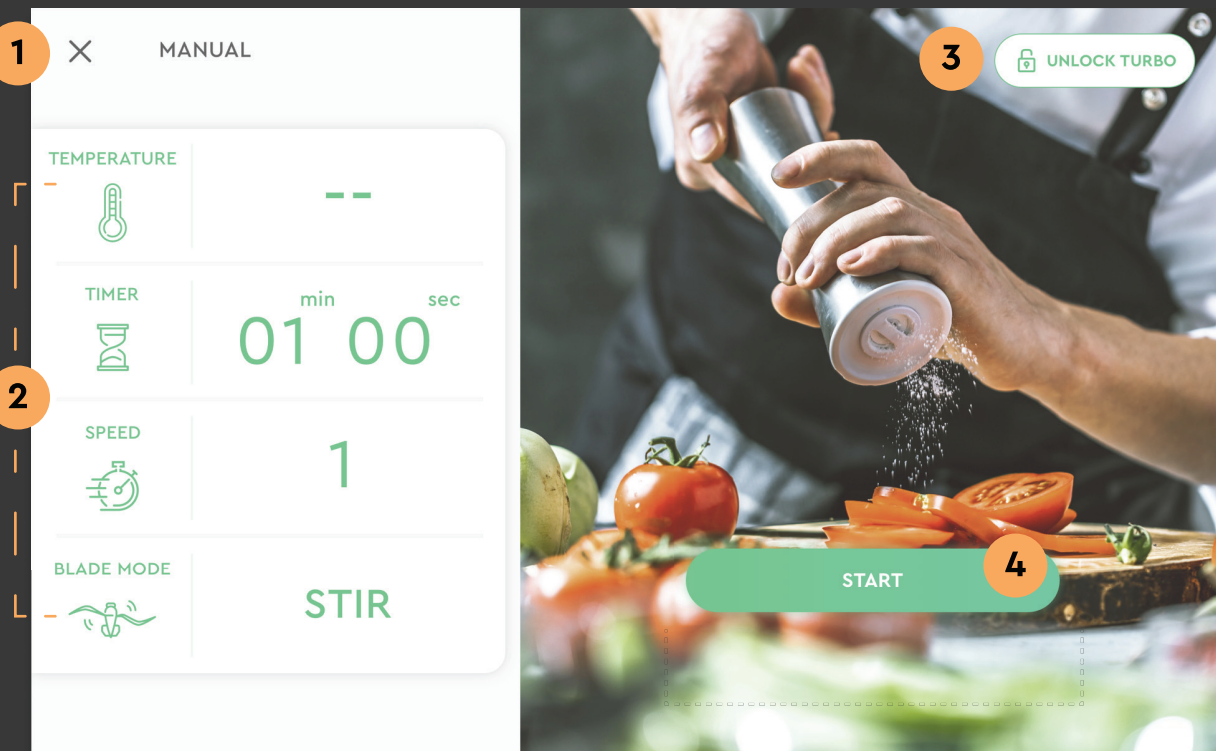 1
MANUAL
3
UNLOCK TURBO
TEMPERATURE
--
TIMER
min sec
01 00
2
SPEED
1
BLADE MODE
STIR
4
START